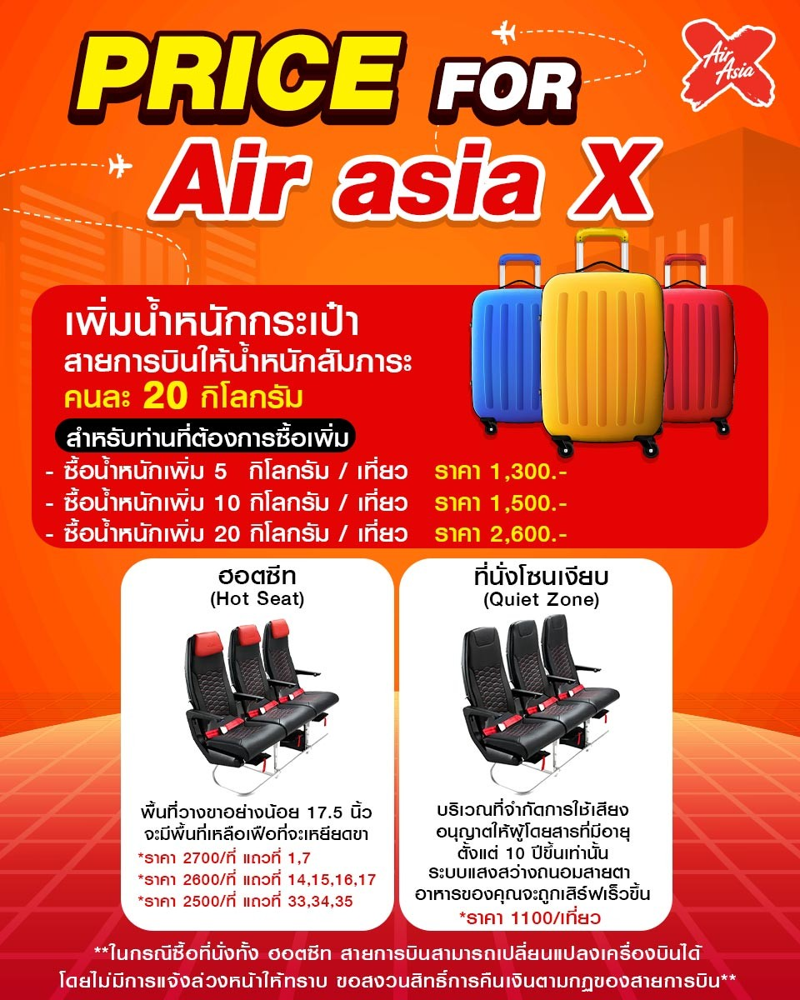 PRICE FOR
Air Asia
Air asia X
เพิ่มน้ำหนักกระเป๋า
สายการบินให้น้ำหนักสัมภาระ
คนละ 20 กิโลกรัม
สำหรับท่านที่ต้องการซื้อเพิ่ม
- ซื้อน้ำหนักเพิ่ม 5 กิโลกรัม / เที่ยว ราคา 1,300.-
- ซื้อน้ำหนักเพิ่ม 10 กิโลกรัม / เที่ยว ราคา 1,500.-
- ซื้อน้ำหนักเพิ่ม 20 กิโลกรัม / เที่ยว ราคา 2,600.-
ฮอตซีท
(Hot Seat)
พื้นที่วางขาอย่างน้อย 17.5 นิ้ว
จะมีพื้นที่เหลือเฟือที่จะเหยียดขา
*ราคา 2700/ที่ แถวที่ 1,7
*ราคา 2600/ที่ แถวที่ 14,15,16,17
*ราคา 2500/ที่ แถวที่ 33,34,35
ที่นั่งโซนเงียบ
(Quiet Zone)
บริเวณที่จำกัดการใช้เสียง
อนุญาตให้ผู้โดยสารที่มีอายุ
ตั้งแต่ 10 ปีขึ้นเท่านั้น
ระบบแสงสว่างถนอมสายตา
อาหารของคุณจะถูกเสิร์ฟเร็วขึ้น
*ราคา 1100/เที่ยว
**ในกรณีซื้อที่นั่งทั้ง ฮอตซีท สายการบินสามารถเปลี่ยนแปลงเครื่องบินได้
โดยไม่มีการแจ้งล่วงหน้าให้ทราบ ขอสงวนสิทธิ์การคืนเงินตามกฏของสายการบิน**